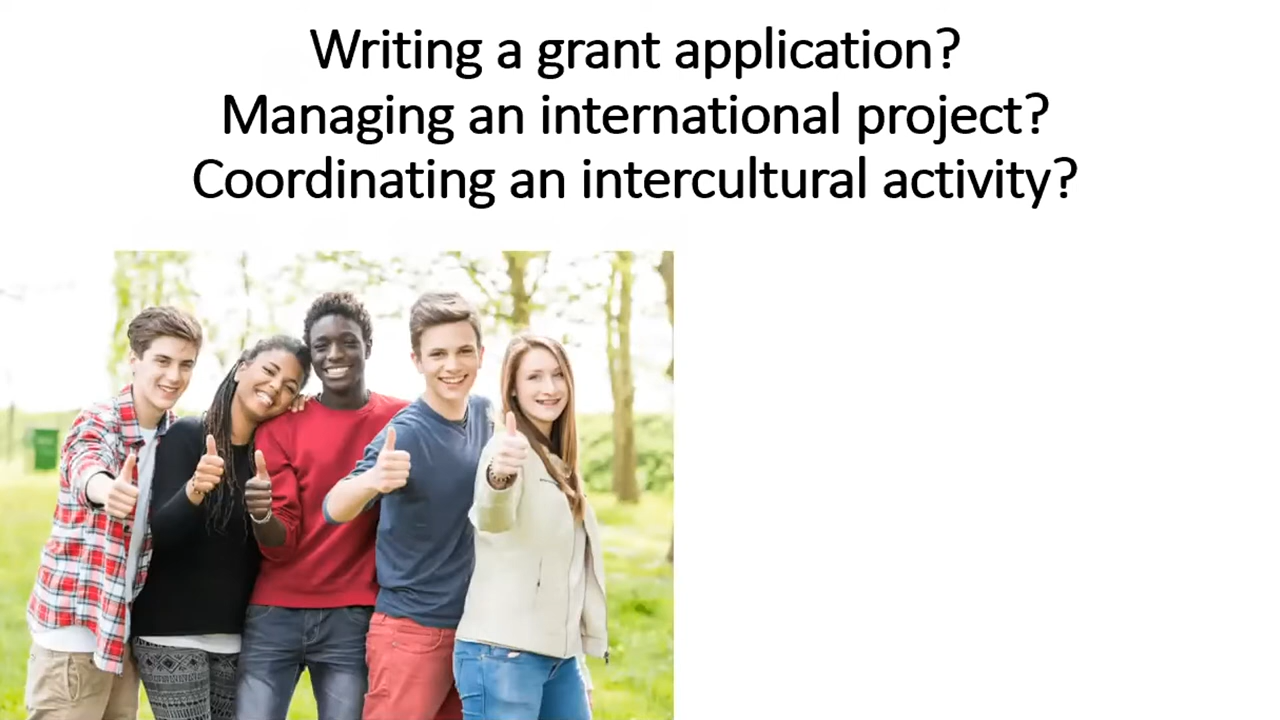 Writing a grant application?
Managing an international project?
Coordinating an intercultural activity?